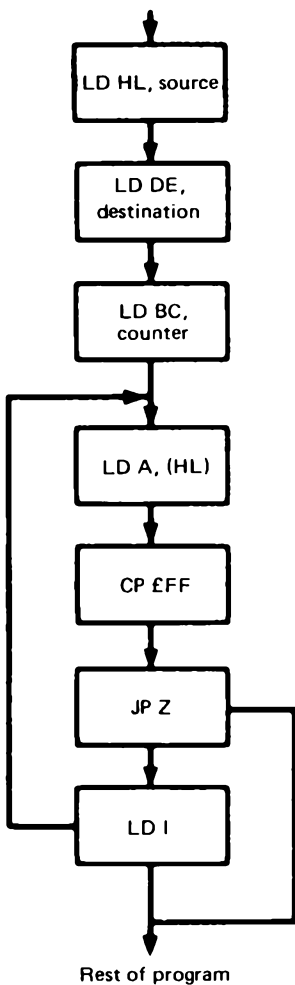 LD HL, source
LD DE,
destination
LD BC,
counter
LD A, (HL)
CP £FF
JP Z
LD I
Rest of program